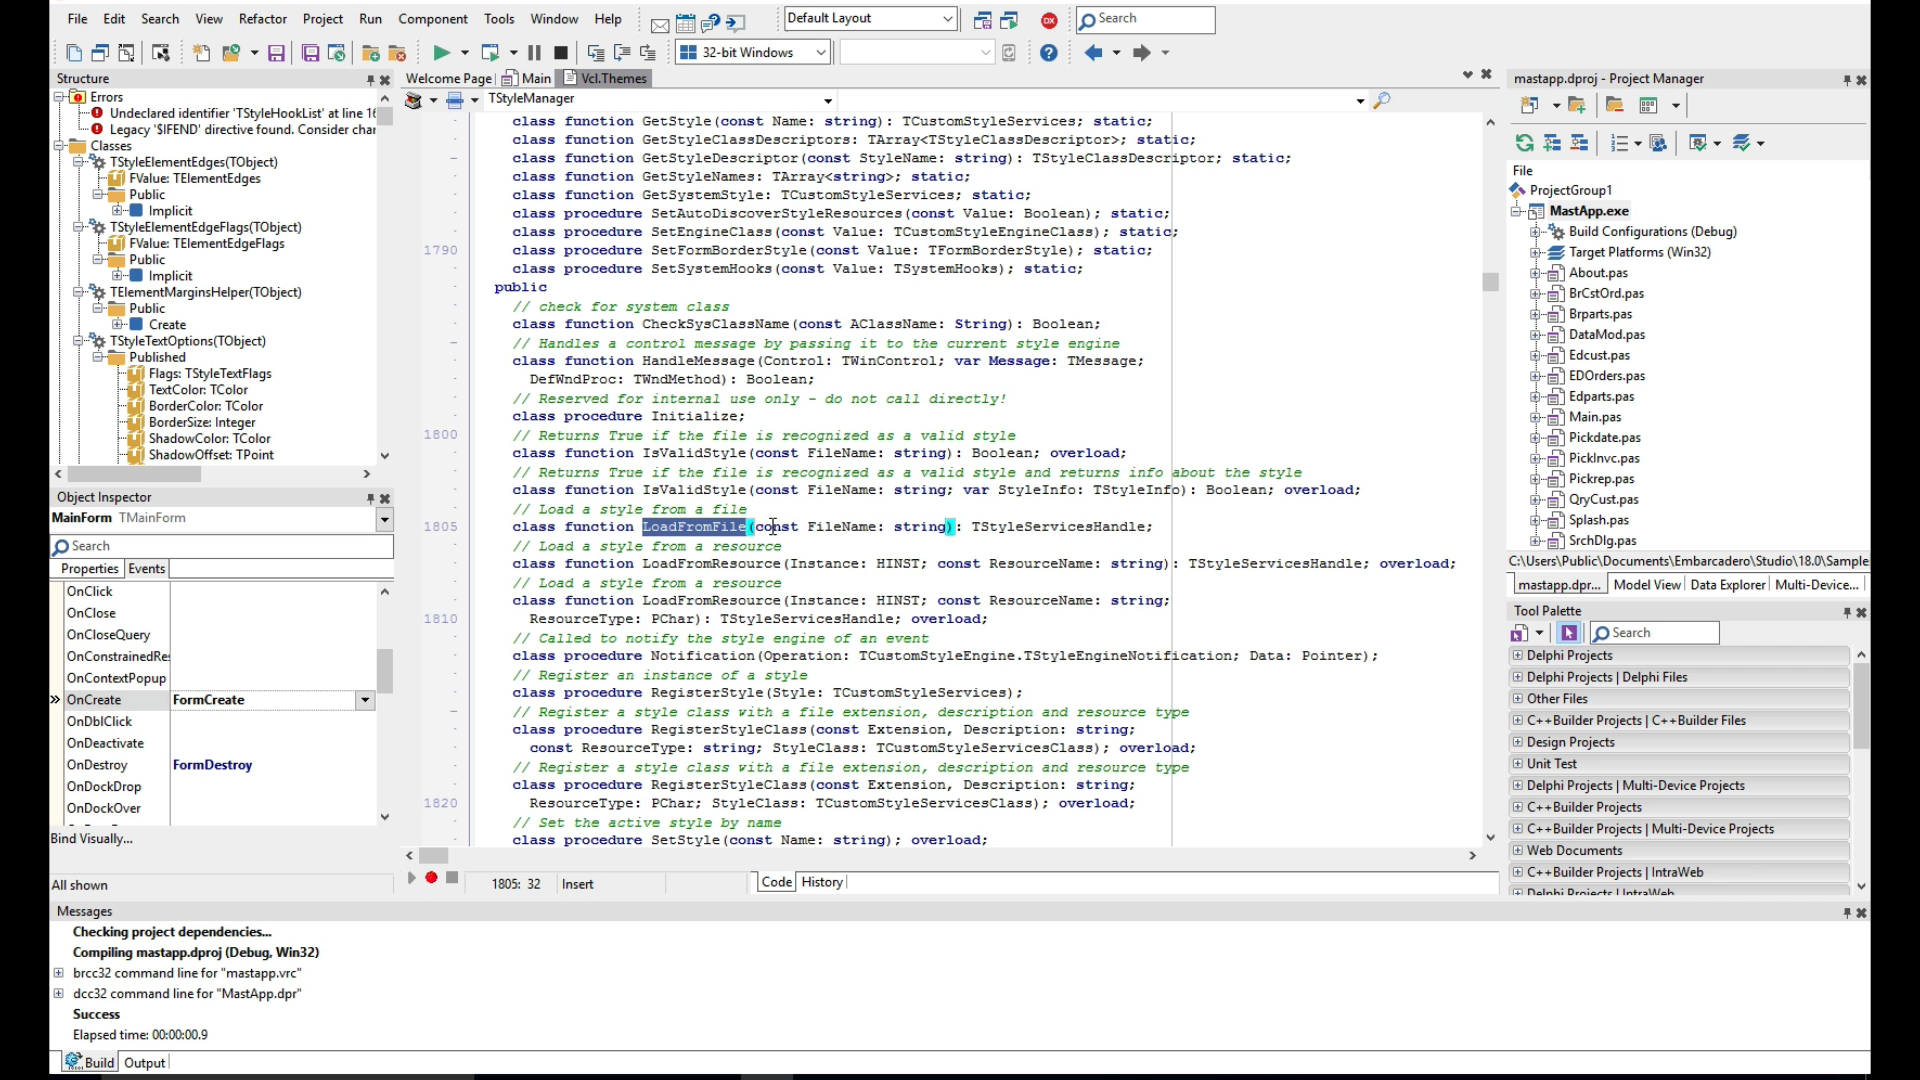 File Edit Search View Refactor Project Run Component Tools Window Help Default Layout Search
32-bit Windows
Structure
Errors
Undeclared identifier 'TStyleHookList' at line 16
Legacy '$IFEND' directive found. Consider char
Classes
TStyleElementEdges(TObject)
FValue: TElementEdges
Public
Implicit
TStyleElementEdgeFlags(TObject)
FValue: TElementEdgeFlags
Public
Implicit
TElementMarginsHelper(TObject)
Public
Create
TStyleTextOptions(TObject)
Published
Flags: TStyleTextFlags
TextColor: TColor
BorderColor: TColor
BorderSize: Integer
ShadowColor: TColor
ShadowOffset: TPoint
Object Inspector
MainForm TMainForm
Search
Properties Events
OnClick
OnClose
OnCloseQuery
OnConstrainedRe
OnContextPopup
OnCreate FormCreate
OnDblClick
OnDeactivate
OnDestroy FormDestroy
OnDockDrop
OnDockOver
Bind Visually...
All shown
Welcome Page Main Vcl.Themes
TStyleManager
class function GetStyle(const Name: string): TCustomStyleServices; static;
class function GetStyleClassDescriptors: TArray<TStyleClassDescriptor>; static;
class function GetStyleDescriptor(const StyleName: string): TStyleClassDescriptor; static;
class function GetStyleNames: TArray<string>; static;
class function GetSystemStyle: TCustomStyleServices; static;
class procedure SetAutoDiscoverStyleResources(const Value: Boolean); static;
class procedure SetEngineClass(const Value: TCustomStyleEngineClass); static;
1790 class procedure SetFormBorderStyle(const Value: TFormBorderStyle); static;
class procedure SetSystemHooks(const Value: TSystemHooks); static;
public
// check for system class
class function CheckSysClassName(const AClassName: String): Boolean;
// Handles a control message by passing it to the current style engine
class function HandleMessage(Control: TWinControl; var Message: TMessage;
DefWndProc: TWndMethod): Boolean;
// Reserved for internal use only - do not call directly!
class procedure Initialize;
1800 // Returns True if the file is recognized as a valid style
class function IsValidStyle(const FileName: string): Boolean; overload;
// Returns True if the file is recognized as a valid style and returns info about the style
class function IsValidStyle(const FileName: string; var StyleInfo: TStyleInfo): Boolean; overload;
// Load a style from a file
1805 class function LoadFromFile(const FileName: string): TStyleServicesHandle;
// Load a style from a resource
class function LoadFromResource(Instance: HINST; const ResourceName: string): TStyleServicesHandle; overload;
// Load a style from a resource
class function LoadFromResource(Instance: HINST; const ResourceName: string;
1810 ResourceType: PChar): TStyleServicesHandle; overload;
// Called to notify the style engine of an event
class procedure Notification(Operation: TCustomStyleEngine.TStyleEngineNotification; Data: Pointer);
// Register an instance of a style
class procedure RegisterStyle(Style: TCustomStyleServices);
// Register a style class with a file extension, description and resource type
class procedure RegisterStyleClass(const Extension, Description: string;
const ResourceType: string; StyleClass: TCustomStyleServicesClass); overload;
// Register a style class with a file extension, description and resource type
class procedure RegisterStyleClass(const Extension, Description: string;
1820 ResourceType: PChar; StyleClass: TCustomStyleServicesClass); overload;
// Set the active style by name
class procedure SetStyle(const Name: string); overload;
1805: 32 Insert Code History
mastapp.dproj - Project Manager
File
ProjectGroup1
MastApp.exe
Build Configurations (Debug)
Target Platforms (Win32)
About.pas
BrCstOrd.pas
Brparts.pas
DataMod.pas
Edcust.pas
EDOrders.pas
Edparts.pas
Main.pas
Pickdate.pas
PickInvc.pas
Pickrep.pas
QryCust.pas
Splash.pas
SrchDlg.pas
C:\Users\Public\Documents\Embarcadero\Studio\18.0\Sample
mastapp.dpr... Model View Data Explorer Multi-Device...
Tool Palette
Search
Delphi Projects
Delphi Projects | Delphi Files
Other Files
C++Builder Projects | C++Builder Files
Design Projects
Unit Test
Delphi Projects | Multi-Device Projects
C++Builder Projects
C++Builder Projects | Multi-Device Projects
Web Documents
C++Builder Projects | IntraWeb
Delphi Projects | IntraWeb
Messages
Checking project dependencies...
Compiling mastapp.dproj (Debug, Win32)
brcc32 command line for "mastapp.vrc"
dcc32 command line for "MastApp.dpr"
Success
Elapsed time: 00:00:00.9
Build Output